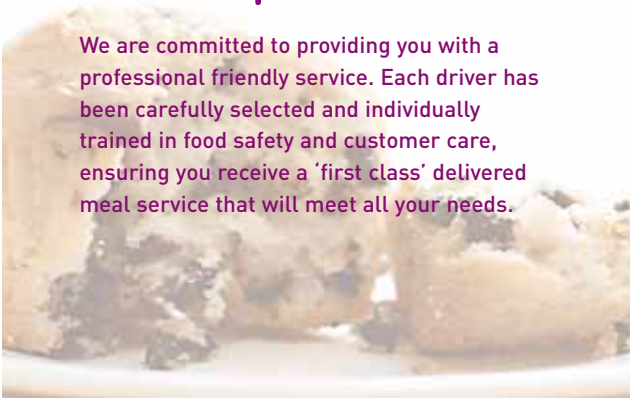 We are committed to providing you with a
professional friendly service. Each driver has
been carefully selected and individually
trained in food safety and customer care,
ensuring you receive a ‘first class’ delivered
meal service that will meet all your needs.